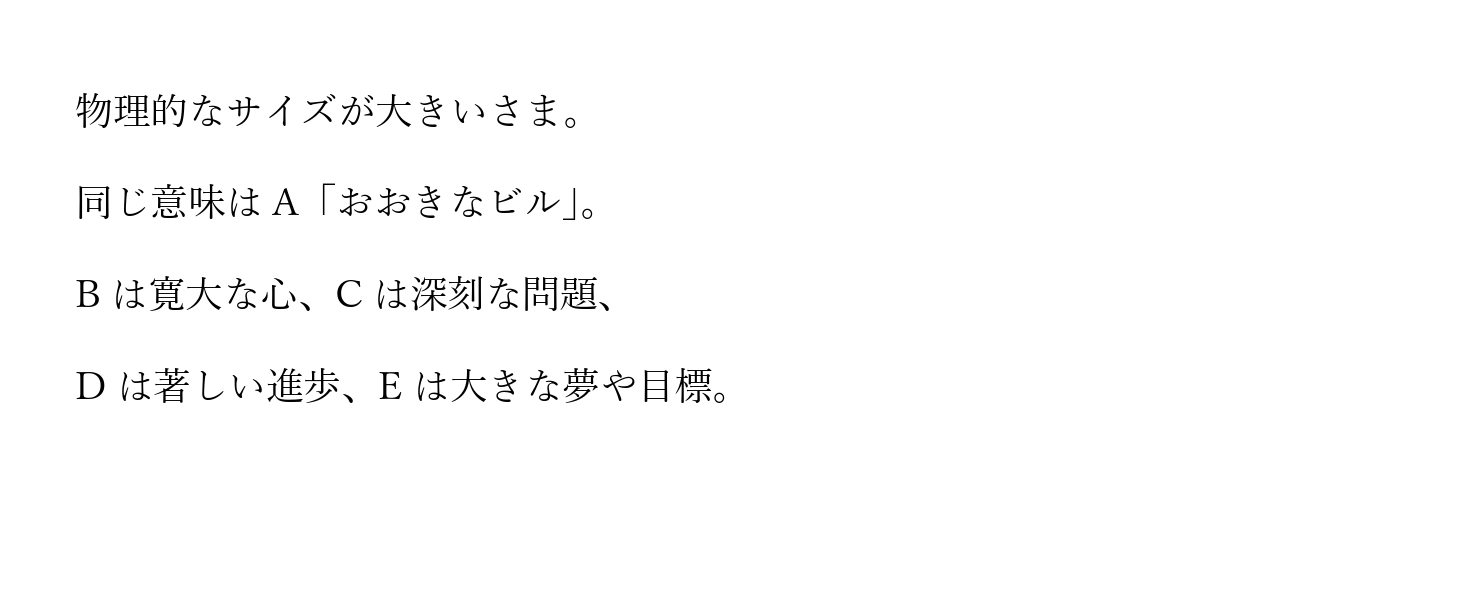 物理的なサイズが大きいさま。
同じ意味は A「おおきなビル」。
B は寛大な心、C は深刻な問題、
D は著しい進歩、E は大きな夢や目標。